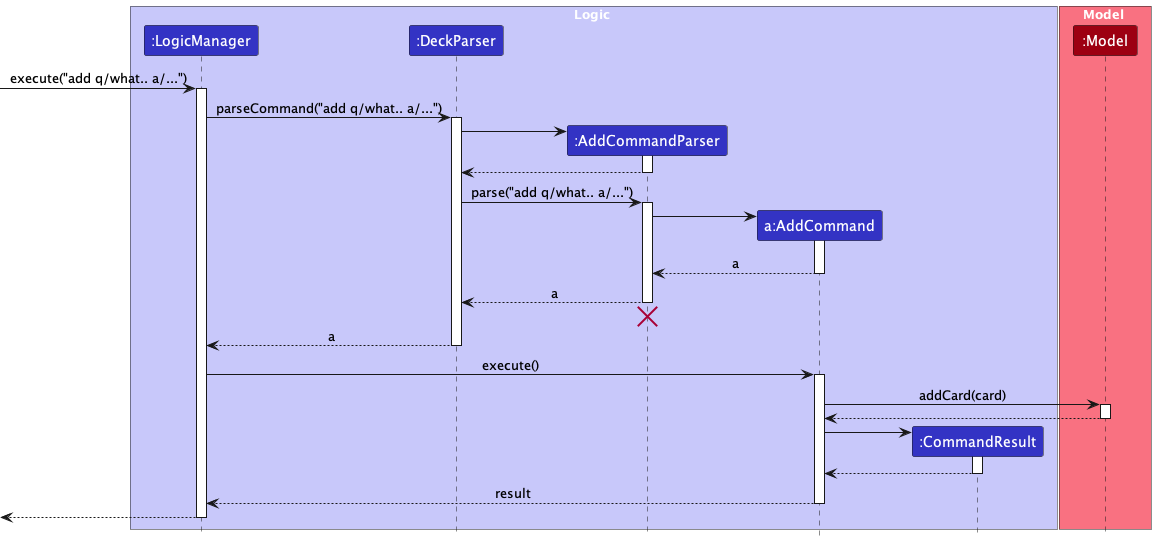 Logic
Model
:LogicManager
:DeckParser
:Model
execute("add q/what.. a/...")
parseCommand("add q/what.. a/...")
:AddCommandParser
parse("add q/what.. a/...")
a:AddCommand
a
a
a
execute()
addCard(card)
:CommandResult
result